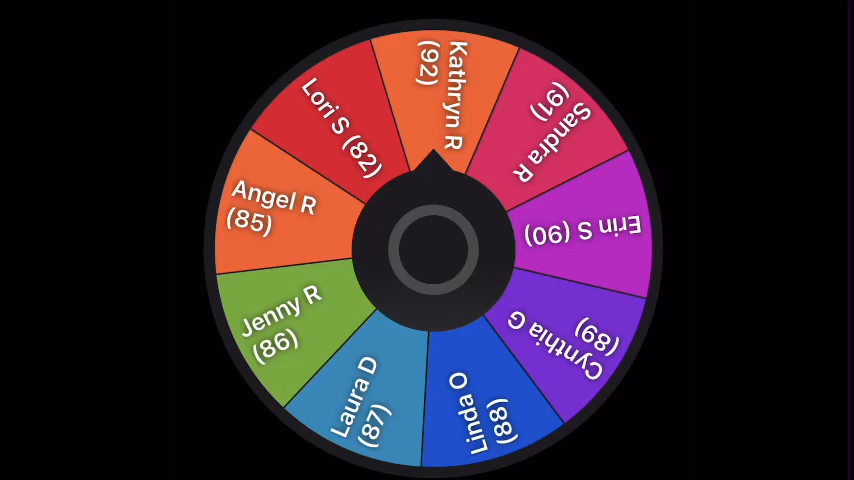 Kathryn R
(92)
Sandra R
(91)
Erin S (90)
Cynthia G
(89)
Linda O
(88)
Laura D
(87)
Jenny R
(86)
Angel R
(85)
Lori S (82)